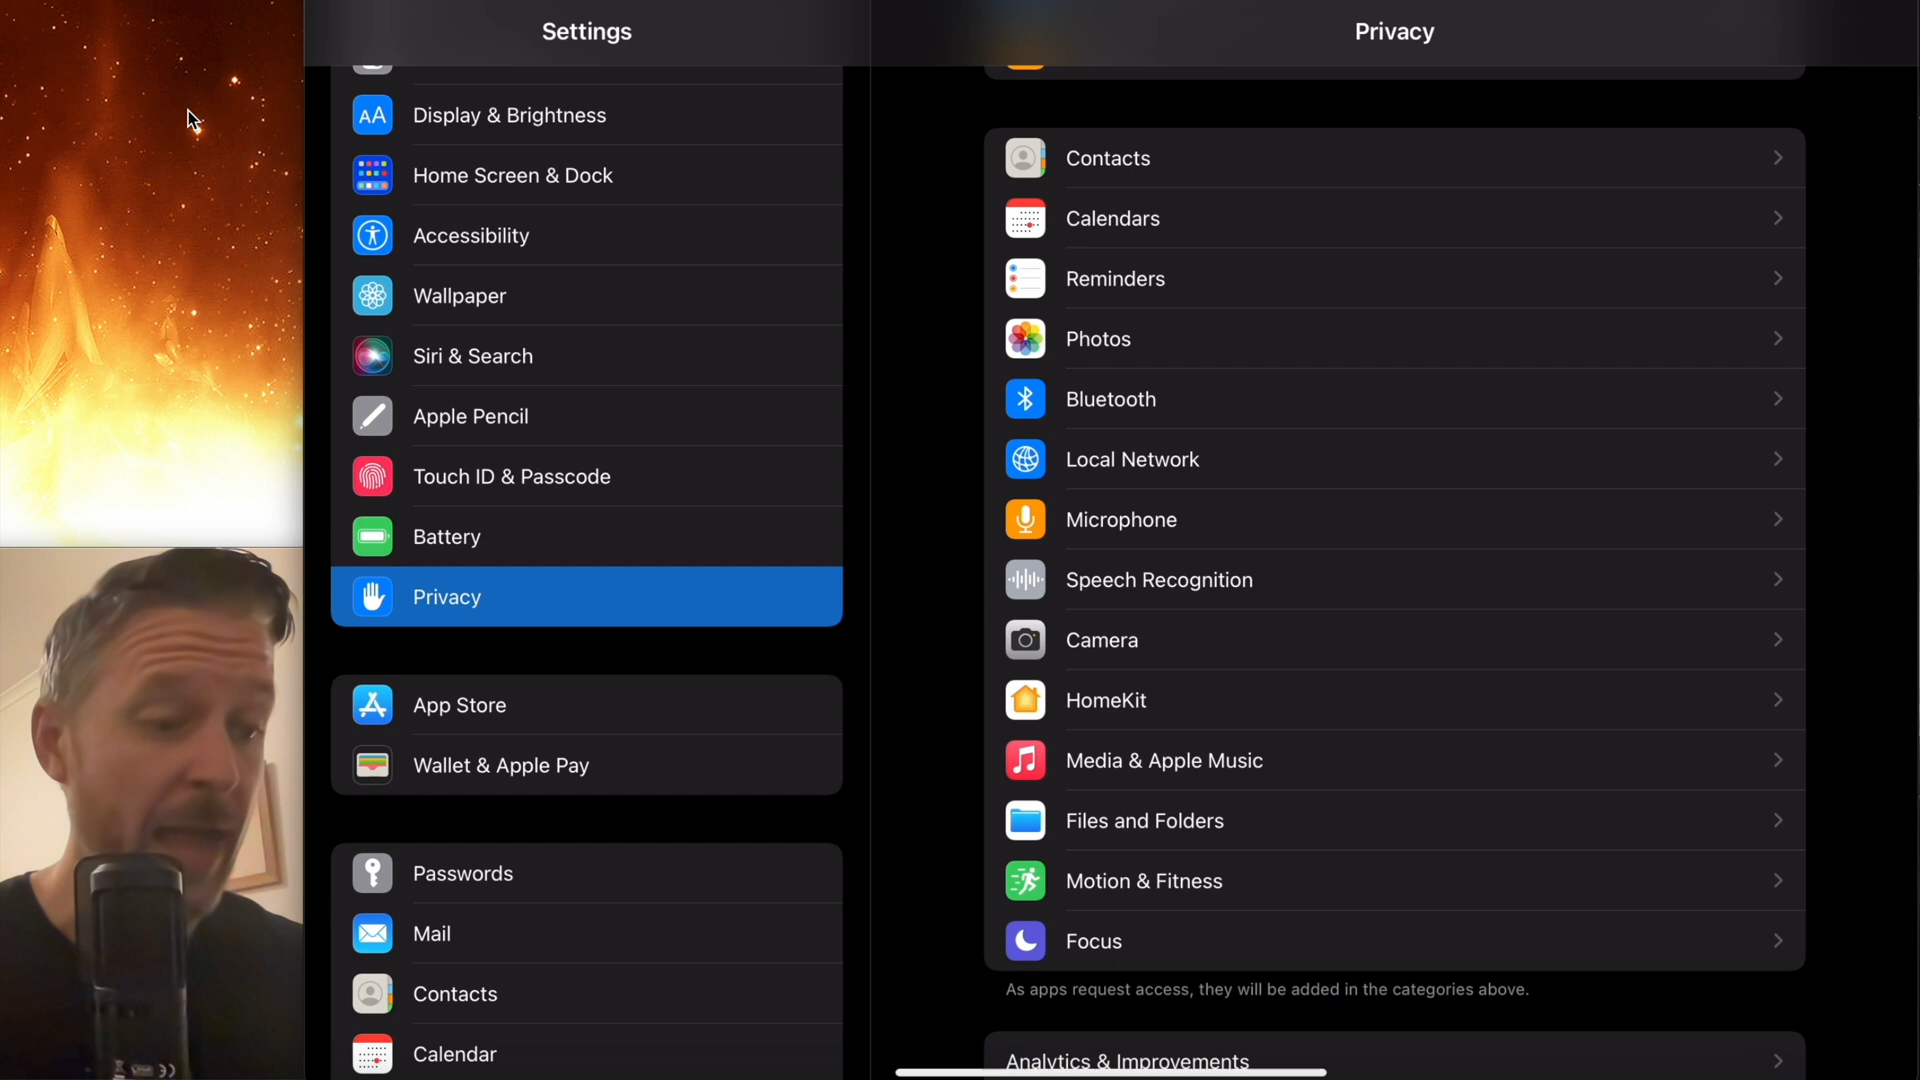 Settings
Display & Brightness
Home Screen & Dock
Accessibility
Wallpaper
Siri & Search
Apple Pencil
Touch ID & Passcode
Battery
Privacy
App Store
Wallet & Apple Pay
Passwords
Mail
Contacts
Calendar
Privacy
Contacts
Calendars
Reminders
Photos
Bluetooth
Local Network
Microphone
Speech Recognition
Camera
HomeKit
Media & Apple Music
Files and Folders
Motion & Fitness
Focus
As apps request access, they will be added in the categories above.
Analytics & Improvements